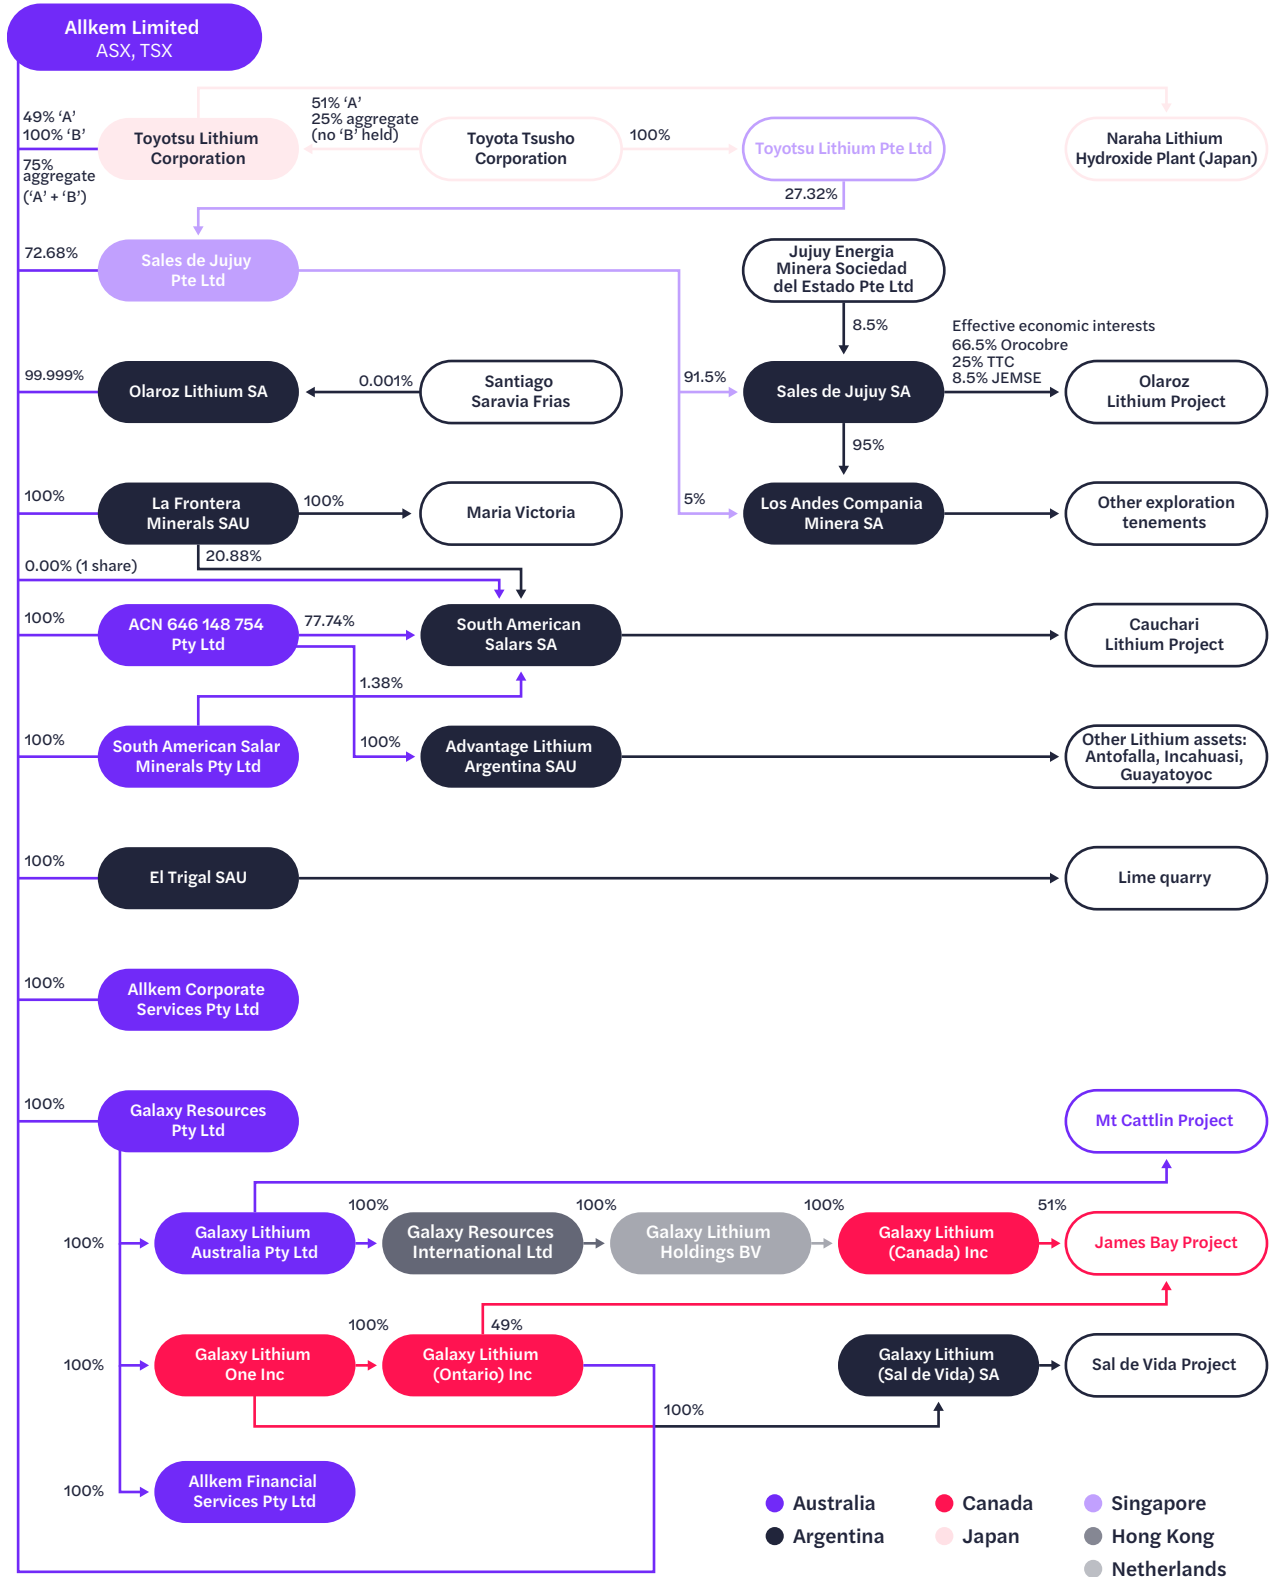 Allkem Limited
ASX, TSX
49% ‘A’
100% ‘B’
75%
aggregate
(‘A’ + ‘B’)
Toyotsu Lithium
Corporation
51% ‘A’
25% aggregate
(no ‘B’ held)
Toyota Tsusho
Corporation
100%
Toyotsu Lithium Pte Ltd
Naraha Lithium
Hydroxide Plant (Japan)
27.32%
72.68%
Sales de Jujuy
Pte Ltd
Jujuy Energia
Minera Sociedad
del Estado Pte Ltd
8.5%
Effective economic interests
66.5% Orocobre
25% TTC
8.5% JEMSE
99.999%
Olaroz Lithium SA
0.001%
Santiago
Saravia Frias
91.5%
Sales de Jujuy SA
Olaroz
Lithium Project
95%
100%
La Frontera
Minerals SAU
100%
Maria Victoria
5%
Los Andes Compania
Minera SA
Other exploration
tenements
20.88%
0.00% (1 share)
100%
ACN 646 148 754
Pty Ltd
77.74%
South American
Salars SA
Cauchari
Lithium Project
1.38%
100%
South American Salar
Minerals Pty Ltd
100%
Advantage Lithium
Argentina SAU
Other Lithium assets:
Antofalla, Incahuasi,
Guayatoyoc
100%
El Trigal SAU
Lime quarry
100%
Allkem Corporate
Services Pty Ltd
100%
Galaxy Resources
Pty Ltd
Mt Cattlin Project
100%
Galaxy Lithium
Australia Pty Ltd
100%
Galaxy Resources
International Ltd
100%
Galaxy Lithium
Holdings BV
100%
Galaxy Lithium
(Canada) Inc
51%
James Bay Project
100%
Galaxy Lithium
One Inc
100%
Galaxy Lithium
(Ontario) Inc
49%
Galaxy Lithium
(Sal de Vida) SA
Sal de Vida Project
100%
100%
Allkem Financial
Services Pty Ltd
Australia
Canada
Singapore
Argentina
Japan
Hong Kong
Netherlands